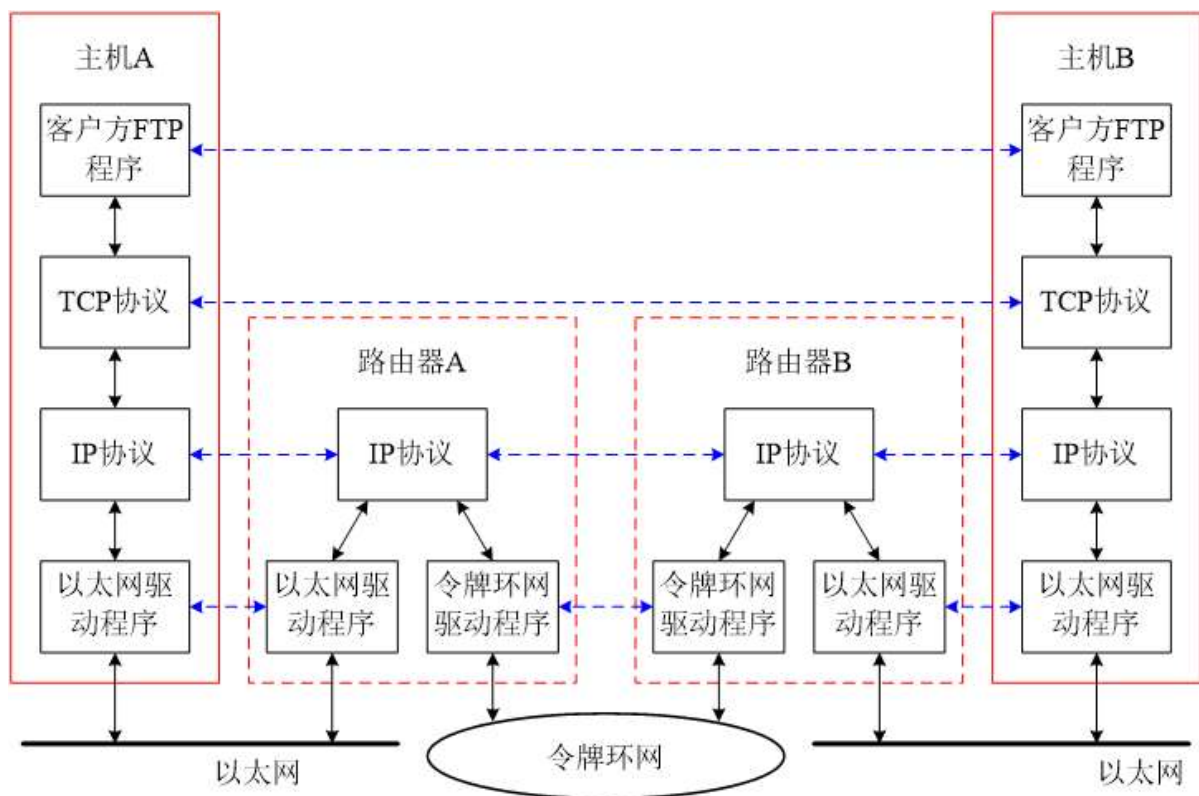 主机A
主机B
客户方FTP
程序
客户方FTP
程序
TCP协议
TCP协议
路由器A
路由器B
IP协议
IP协议
IP协议
IP协议
以太网驱
动程序
以太网驱
动程序
令牌环网
驱动程序
令牌环网
驱动程序
以太网驱
动程序
以太网驱
动程序
以太网
令牌环网
以太网